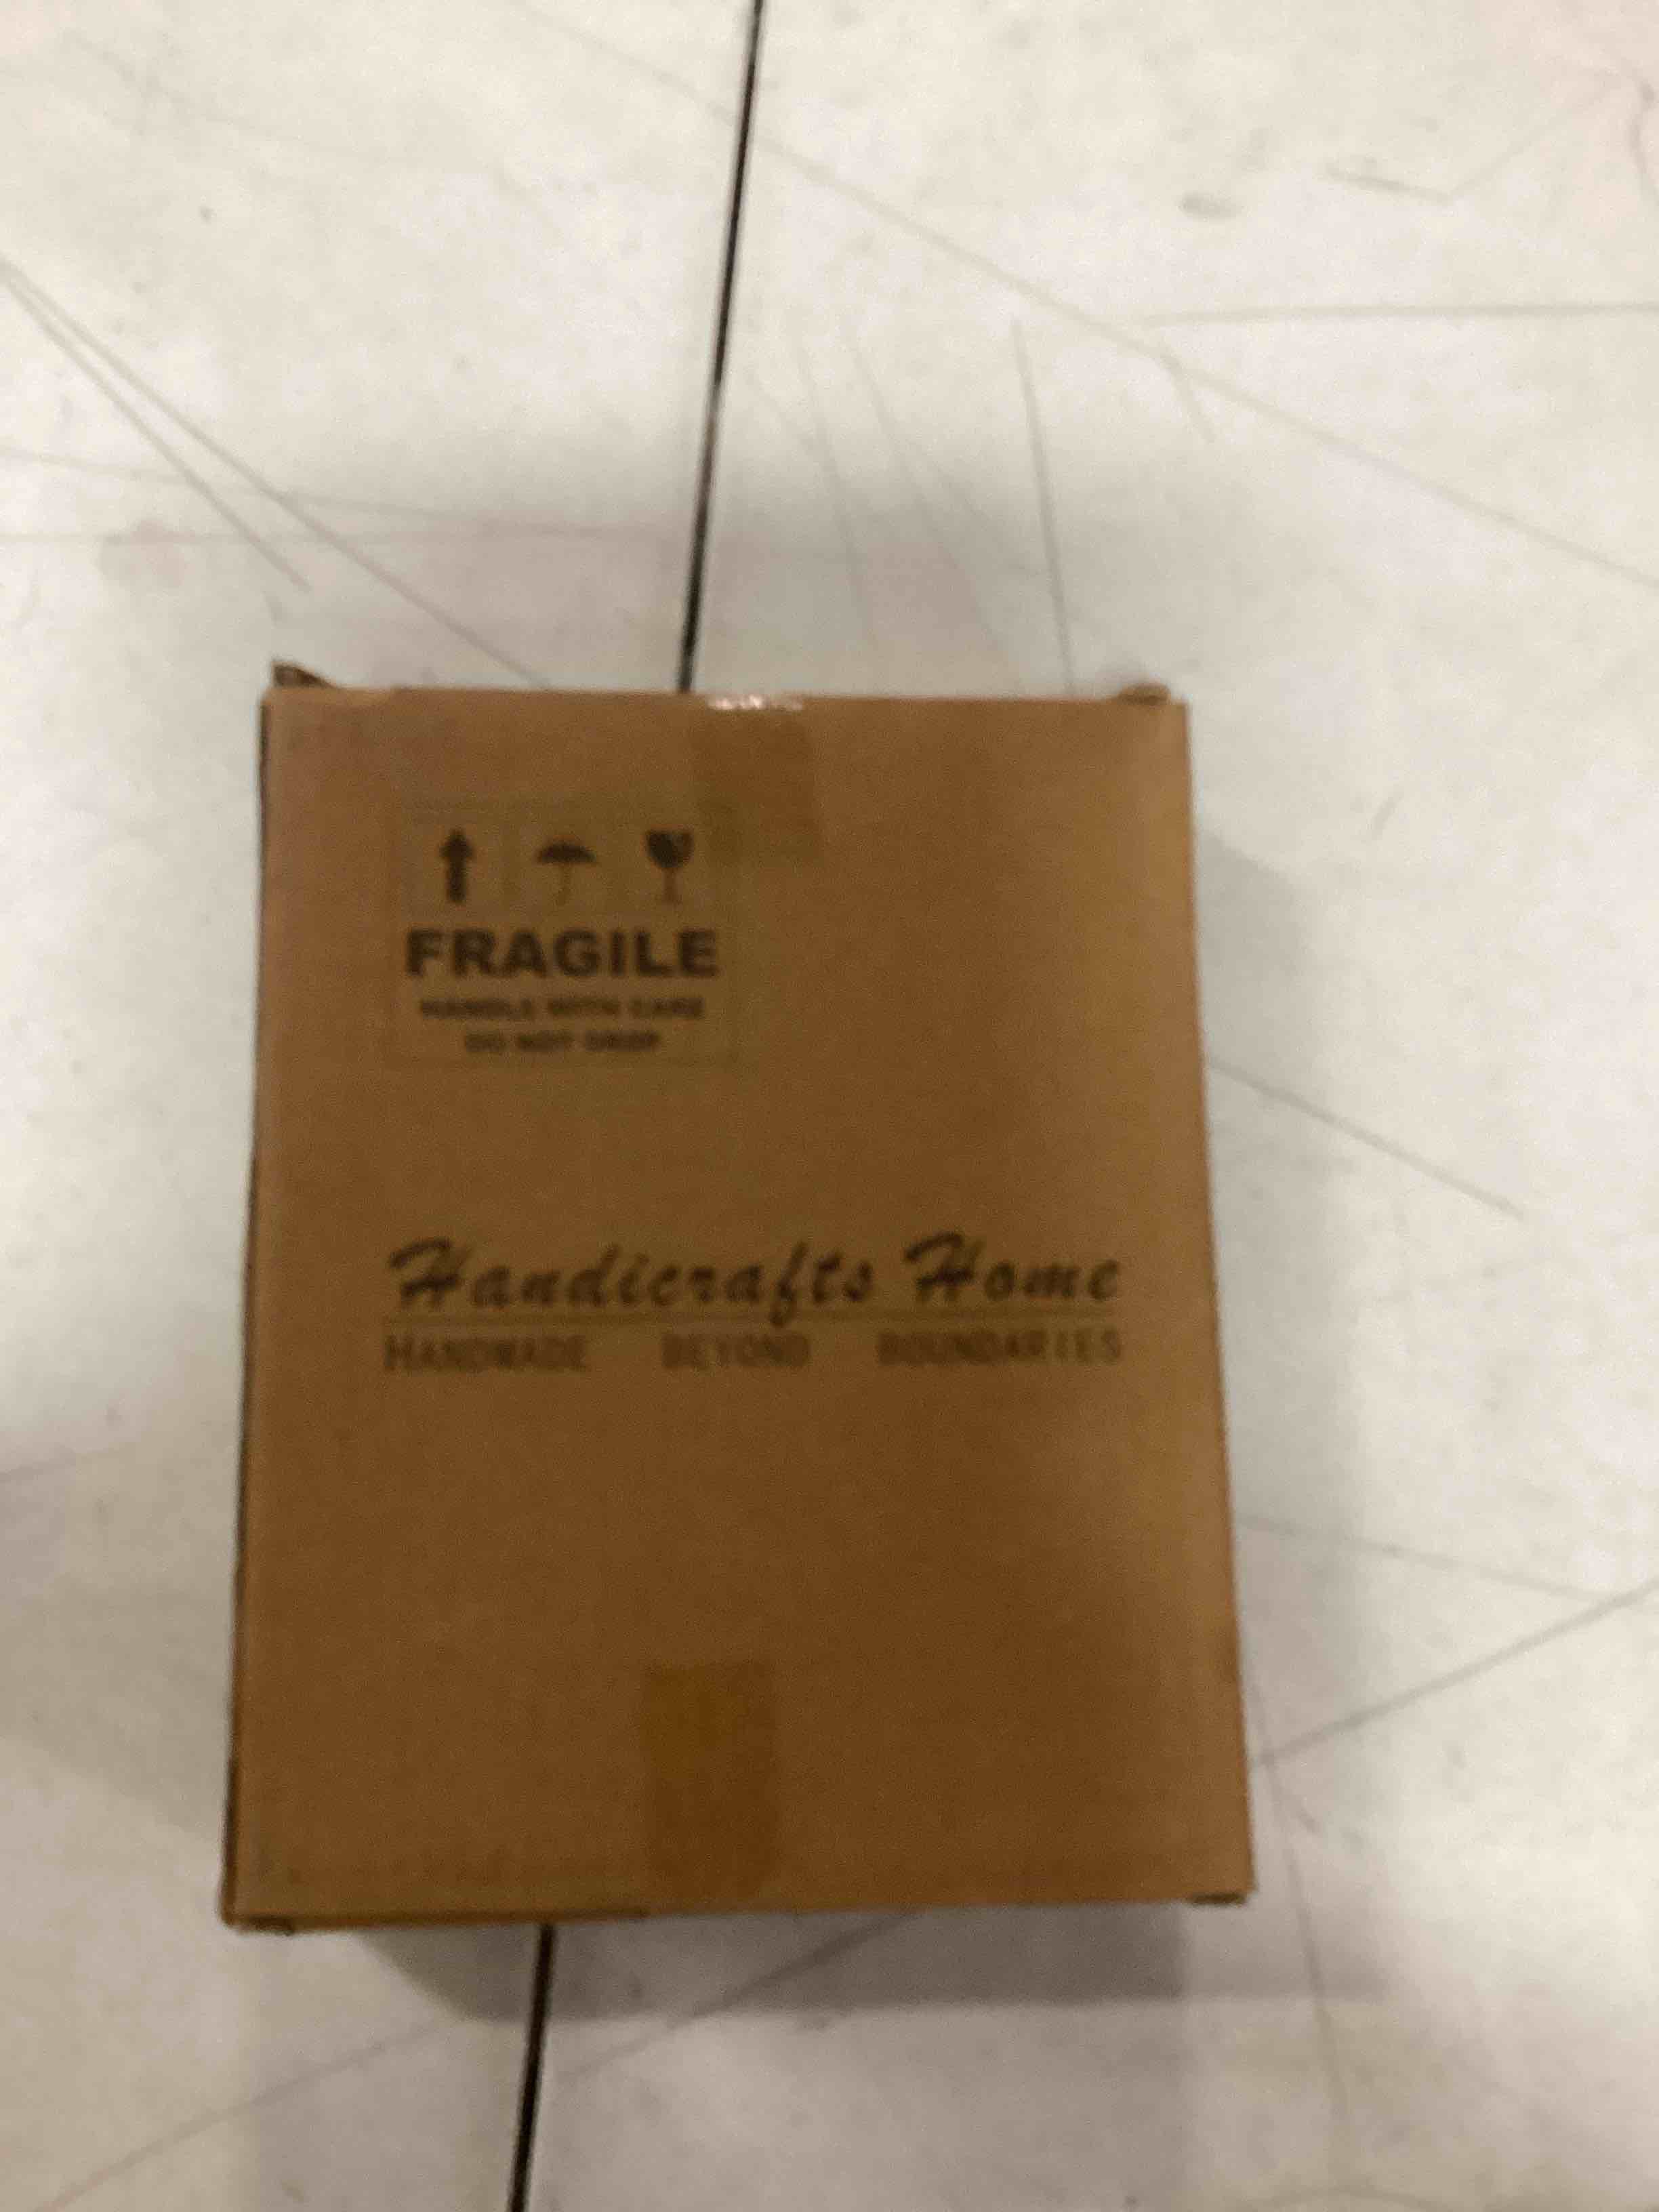 FRAGILE
HANDLE WITH CARE
DO NOT DROP
Handicrafts Home
HANDMADE BEYOND BOUNDARIES